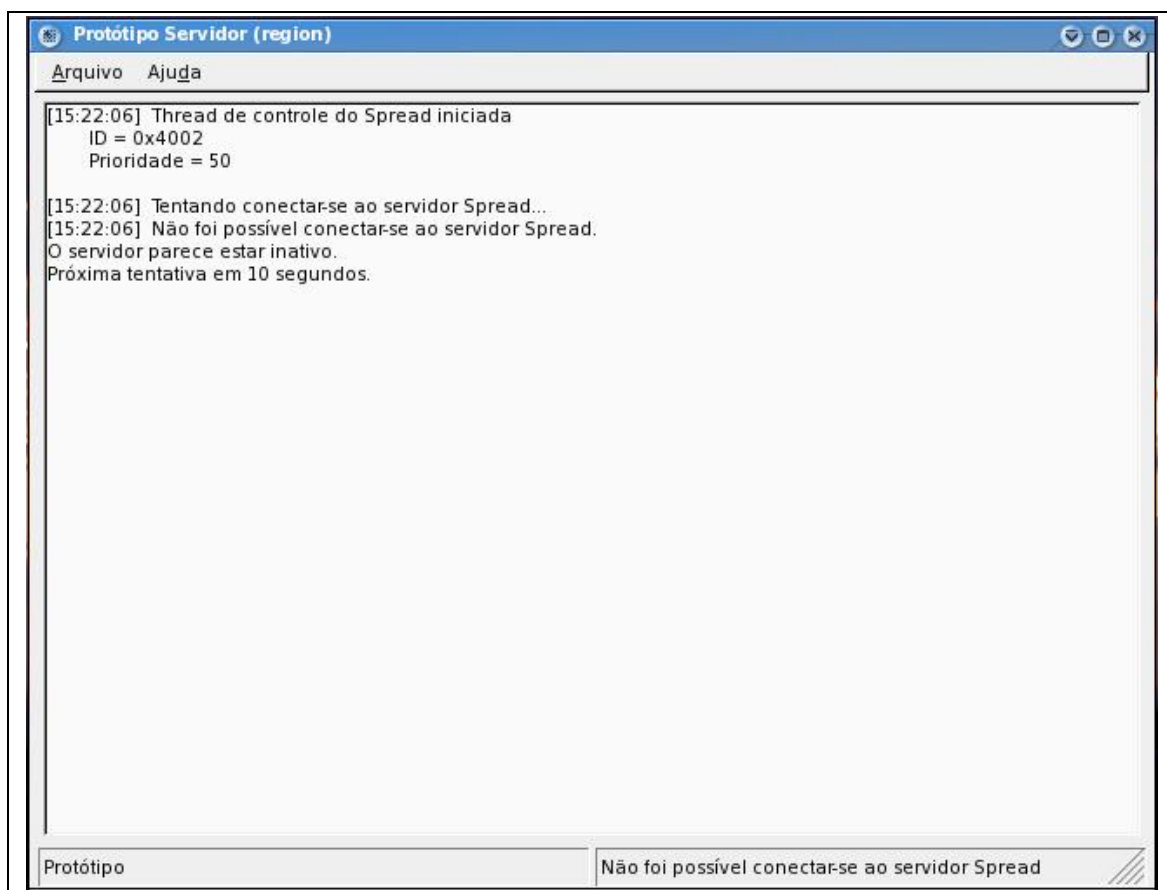 Protótipo Servidor (region)
Arquivo Ajuda
[15:22:06] Thread de controle do Spread iniciada
ID = 0x4002
Prioridade = 50
[15:22:06] Tentando conectar-se ao servidor Spread...
[15:22:06] Não foi possível conectar-se ao servidor Spread.
O servidor parece estar inativo.
Próxima tentativa em 10 segundos.
Protótipo
Não foi possível conectar-se ao servidor Spread